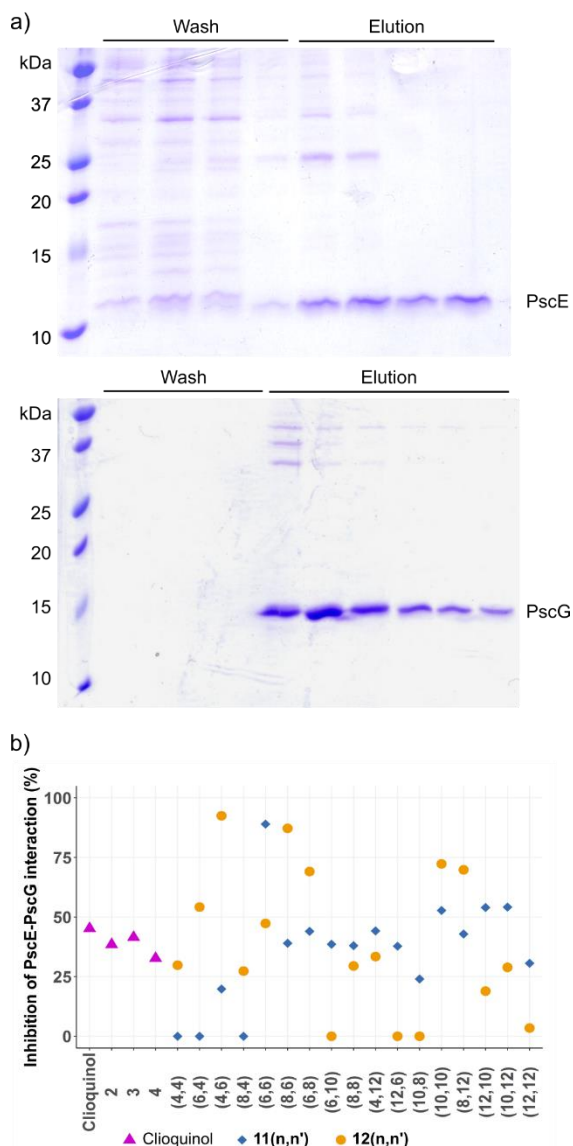 a)
Wash Elution
kDa
37
25
20
15
10
PscE
Wash Elution
kDa
37
25
20
15
10
PscG
b)
Inhibition of PscE-PscG interaction (%)
100
75
50
25
0
Clioquinol 2 3 4 (4,4) (6,4) (4,6) (8,4) (6,6) (8,6) (6,8) (6,10) (8,8) (4,12) (12,6) (10,8) (10,10) (8,12) (12,10) (10,12) (12,12)
Clioquinol 11(n,n') 12(n,n')